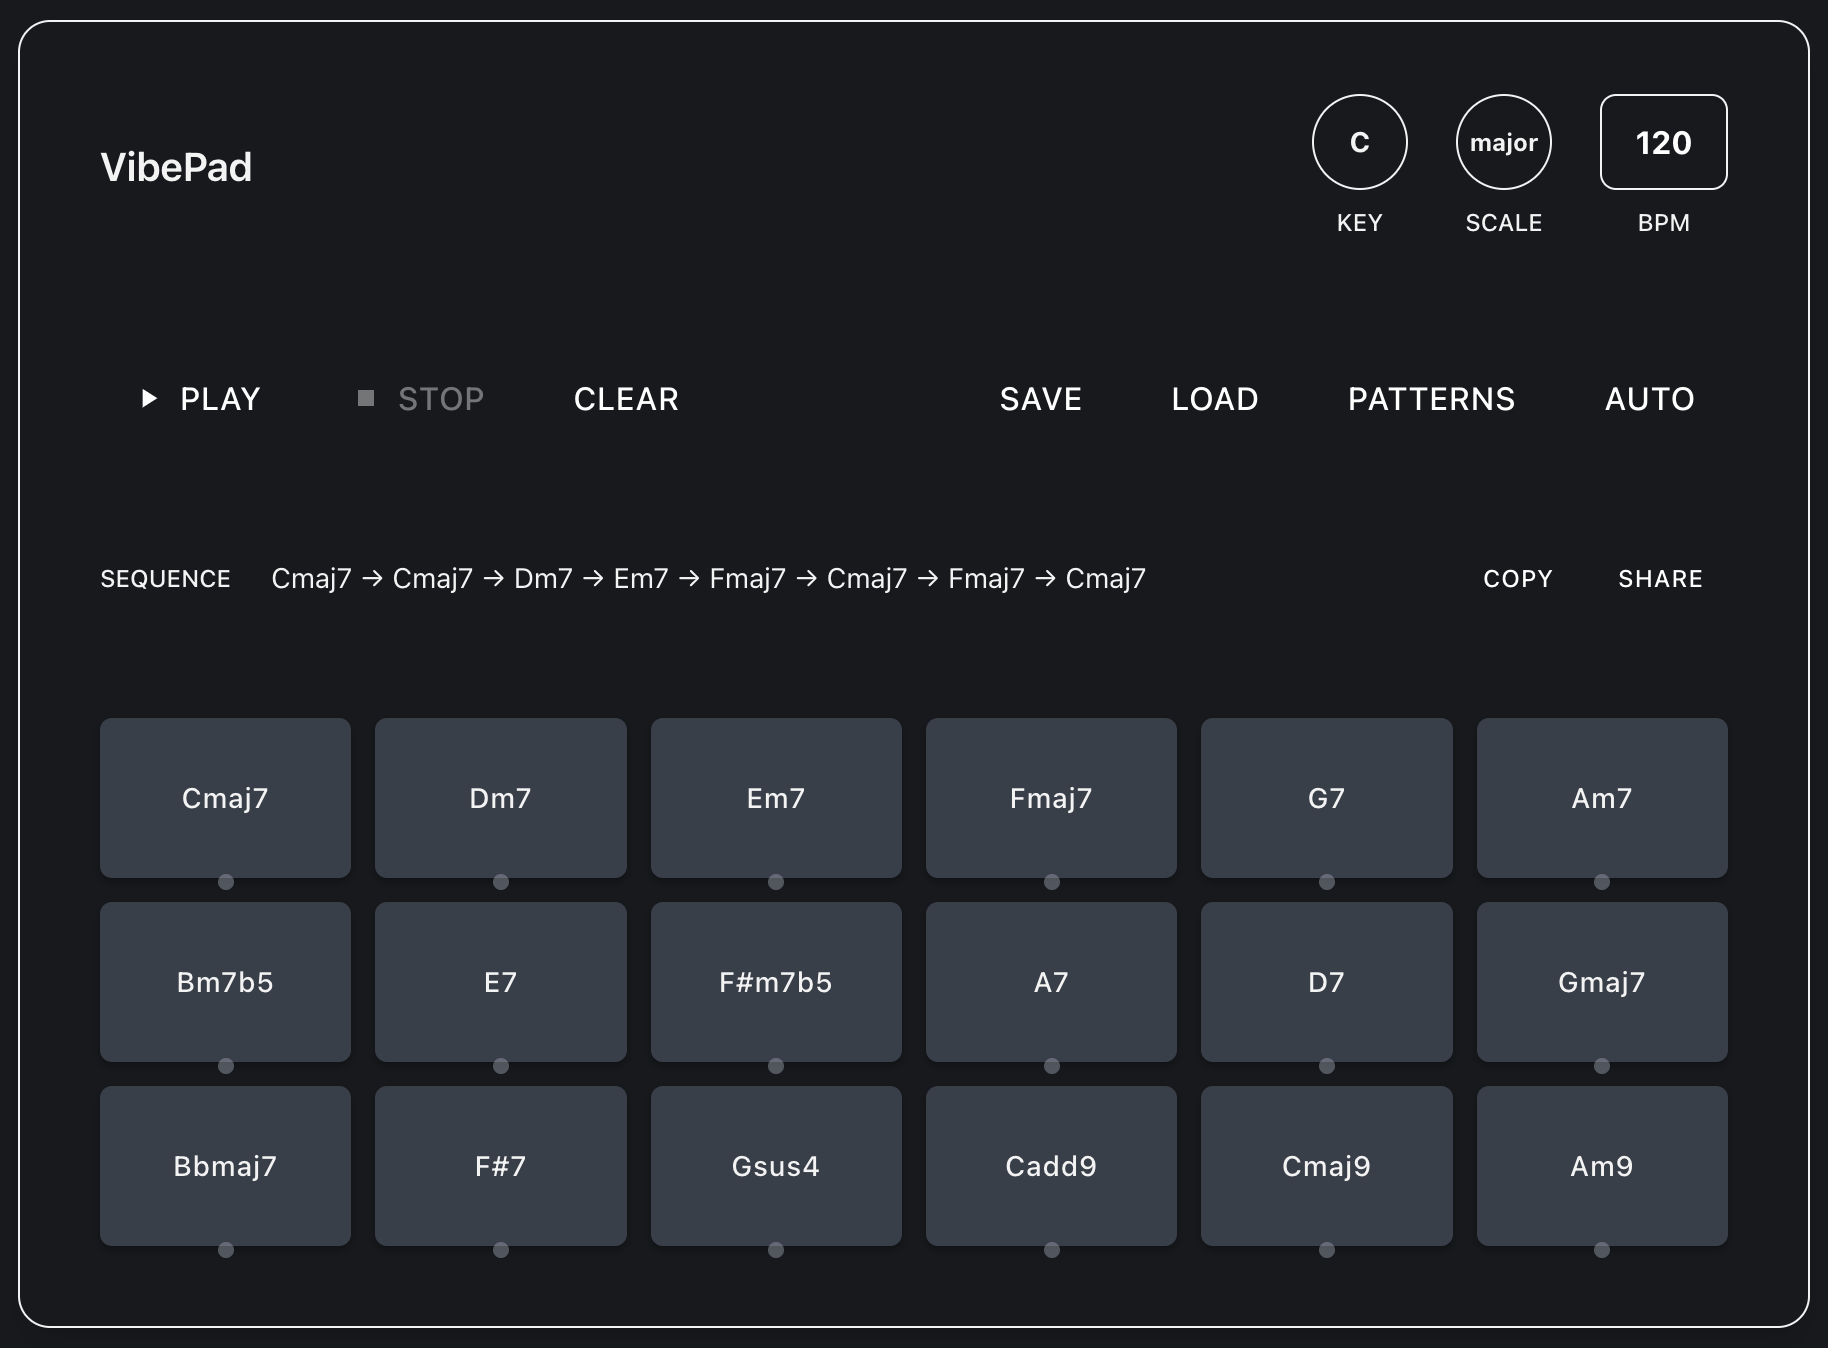 VibePad
C major 120
KEY SCALE BPM
PLAY STOP CLEAR SAVE LOAD PATTERNS AUTO
SEQUENCE Cmaj7 → Cmaj7 → Dm7 → Em7 → Fmaj7 → Cmaj7 → Fmaj7 → Cmaj7 COPY SHARE
Cmaj7 Dm7 Em7 Fmaj7 G7 Am7
Bm7b5 E7 F#m7b5 A7 D7 Gmaj7
Bbmaj7 F#7 Gsus4 Cadd9 Cmaj9 Am9